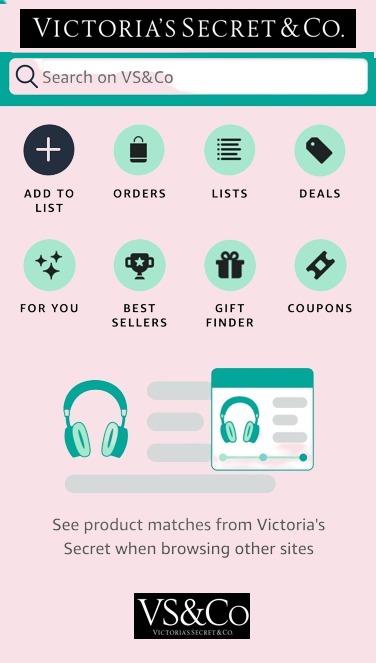 VICTORIA'S SECRET & CO.
Search on VS&Co
ADD TO
LIST
ORDERS
LISTS
DEALS
FOR YOU
BEST
SELLERS
GIFT
FINDER
COUPONS
See product matches from Victoria's
Secret when browsing other sites
VS&CO
VICTORIA'S SECRET & CO.